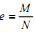 e = M/N